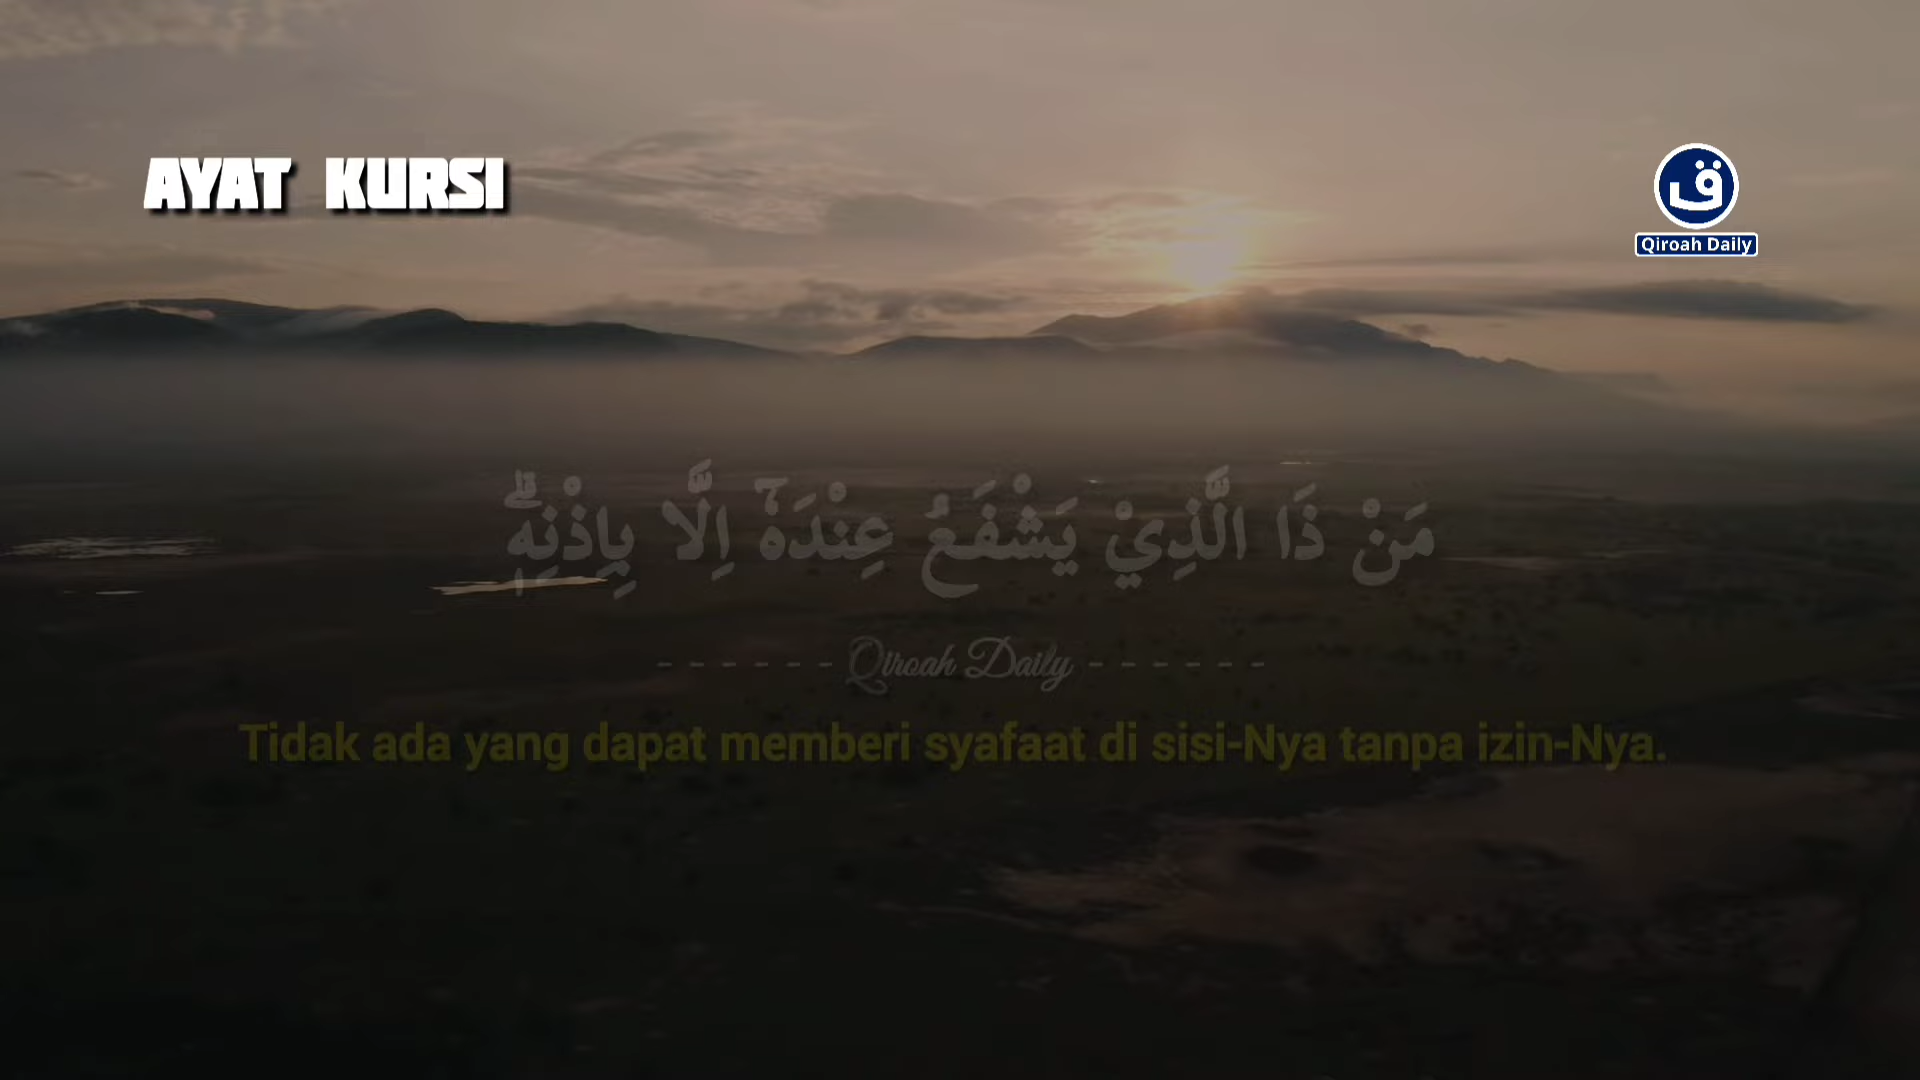 AYAT KURSI
ق
Qiroah Daily
مَنْ ذَا الَّذِيْ يَشْفَعُ عِنْدَهٗٓ اِلَّا بِاِذْنِهٖۗ
------ Qiroah Daily ------
Tidak ada yang dapat memberi syafaat di sisi-Nya tanpa izin-Nya.